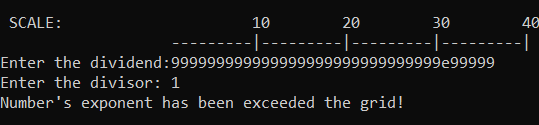 SCALE:                     10        20        30        40
                   ---------|---------|---------|---------|
Enter the dividend:999999999999999999999999999999e99999
Enter the divisor: 1
Number's exponent has been exceeded the grid!